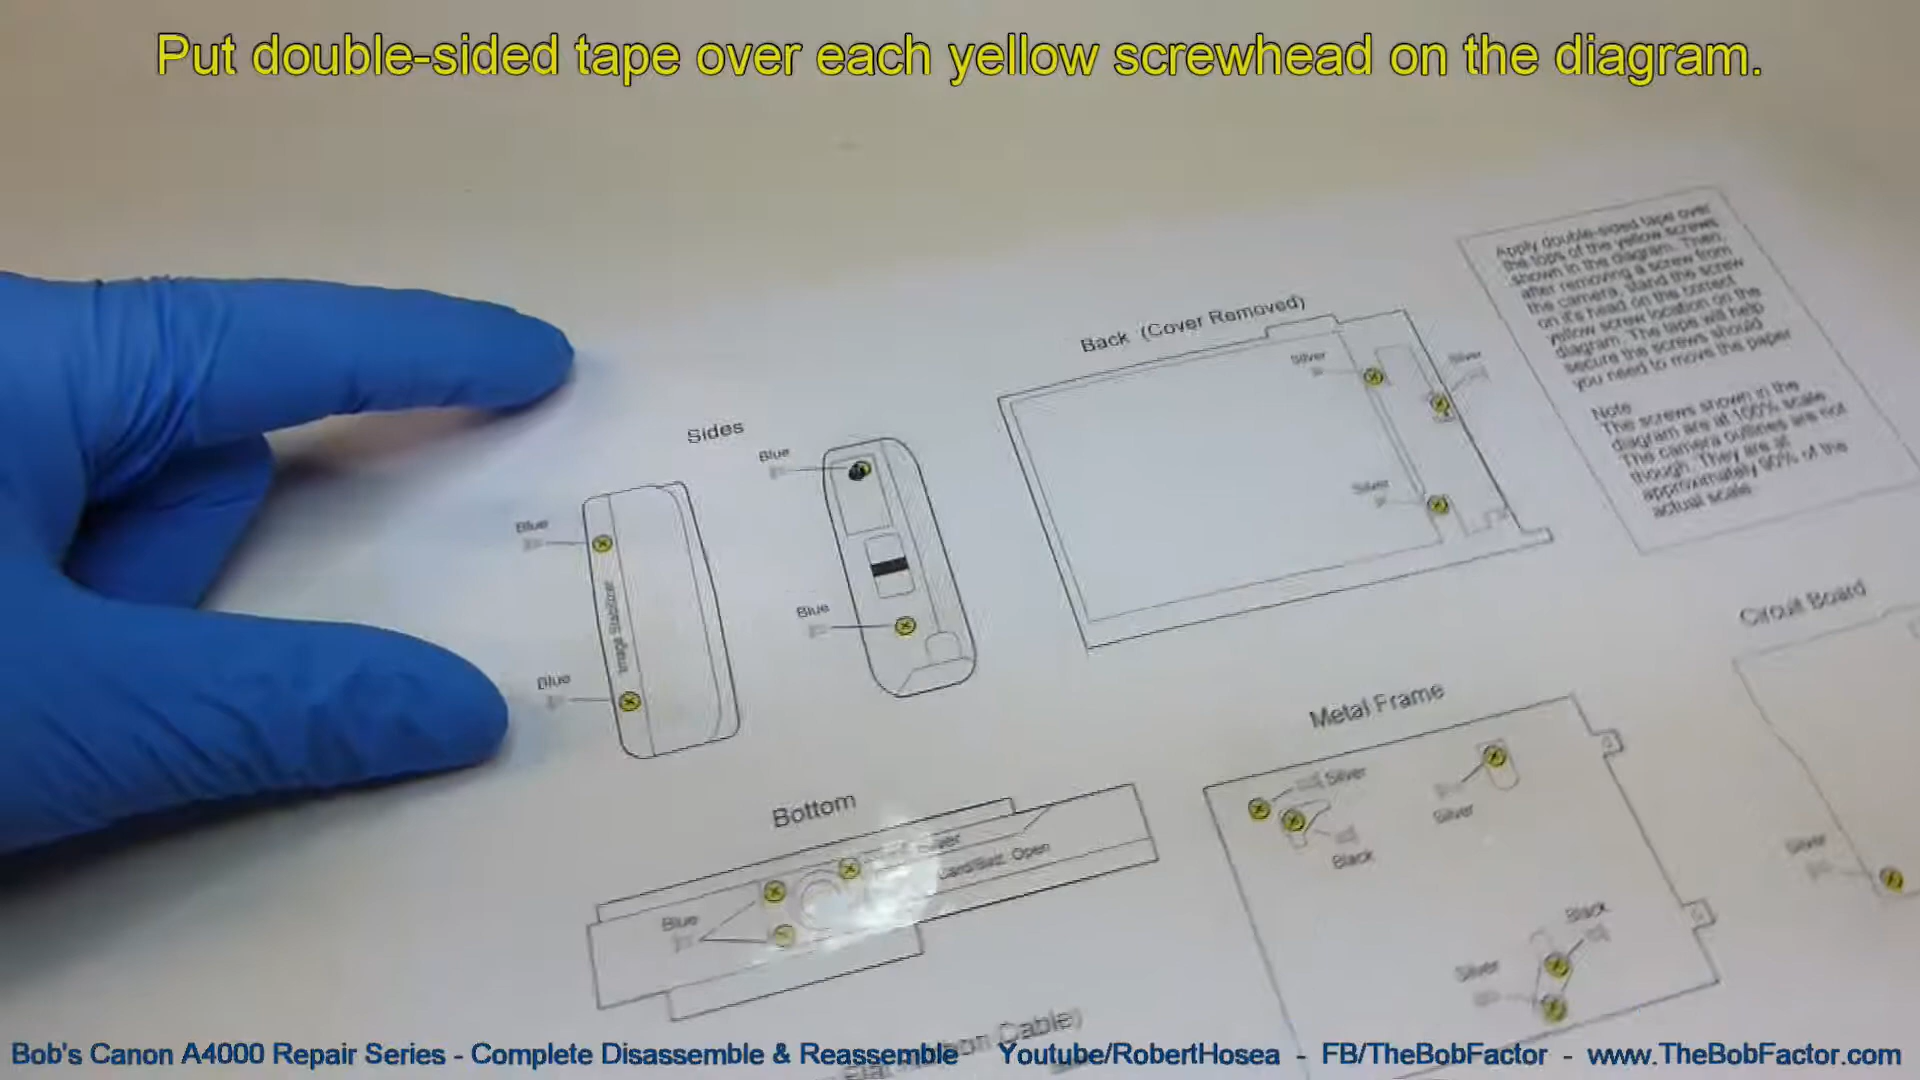 Put double-sided tape over each yellow screwhead on the diagram.
Apply double-sided tape over
the tops of the yellow screws
shown in the diagram. Then,
after removing a screw from
the camera, stand the screw
on it's head on the correct
yellow screw location on the
diagram. The tape will help
secure the screws should
you need to move the paper
Note
The screws shown in the
diagram are at 100% scale
The camera outlines are not
though. They are at
approximately 90% of the
actual scale.
Back (Cover Removed)
Silver
Silver
Silver
Sides
Blue
Blue
Blue
Blue
Image Stabilizer
Circuit Board
Silver
Metal Frame
Silver
Black
Silver
Black
Silver
Bottom
Blue
Card/Batt. Open
Cable)
Bob's Canon A4000 Repair Series - Complete Disassemble & Reassemble Youtube/RobertHosea - FB/TheBobFactor - www.TheBobFactor.com